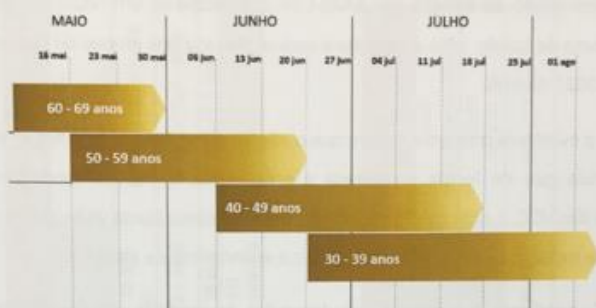 MAIO JUNHO JULHO
16 mai 23 mai 30 mai 06 jun 13 jun 20 jun 27 jun 04 jul 11 jul 18 jul 25 jul 01 ago
60 - 69 anos
50 - 59 anos
40 - 49 anos
30 - 39 anos